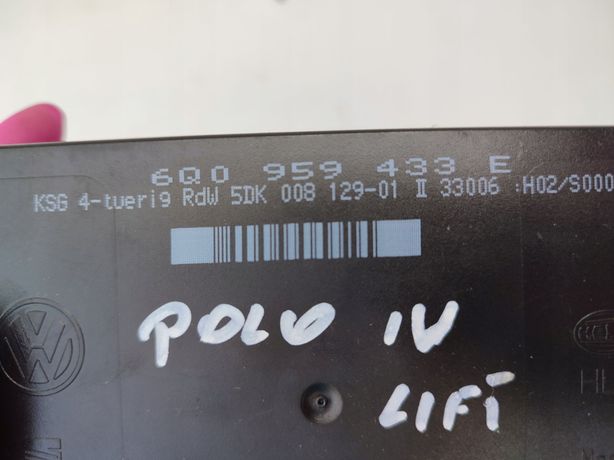 6Q0 959 433 E
KSG 4-tuerig RdW 5DK 008 129-01 II 33006 :H02/S000
POLO IV
LIFT